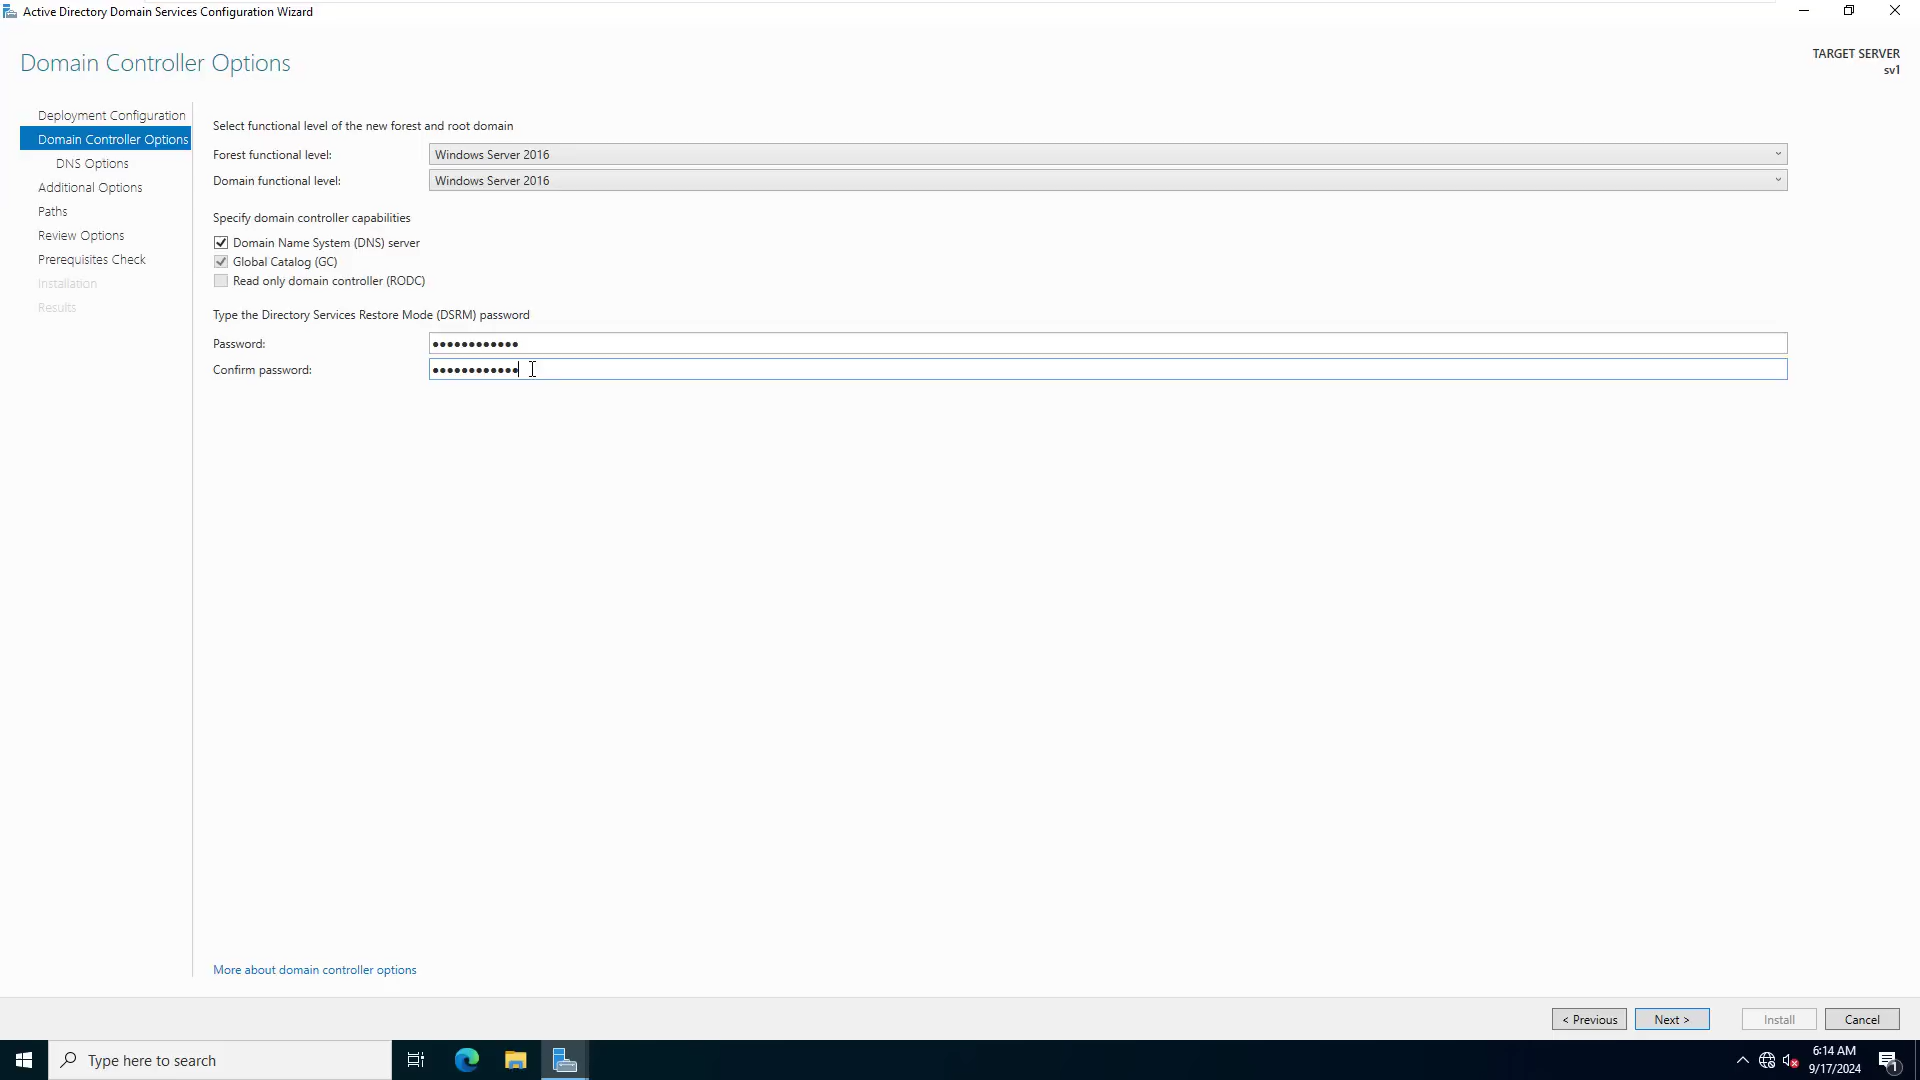 Active Directory Domain Services Configuration Wizard
Domain Controller Options
TARGET SERVER
sv1
Deployment Configuration
Domain Controller Options
DNS Options
Additional Options
Paths
Review Options
Prerequisites Check
Installation
Results
Select functional level of the new forest and root domain
Forest functional level: Windows Server 2016
Domain functional level: Windows Server 2016
Specify domain controller capabilities
Domain Name System (DNS) server
Global Catalog (GC)
Read only domain controller (RODC)
Type the Directory Services Restore Mode (DSRM) password
Password: ●●●●●●●●●●●●
Confirm password: ●●●●●●●●●●●●
More about domain controller options
< Previous Next > Install Cancel
Type here to search
6:14 AM
9/17/2024
1